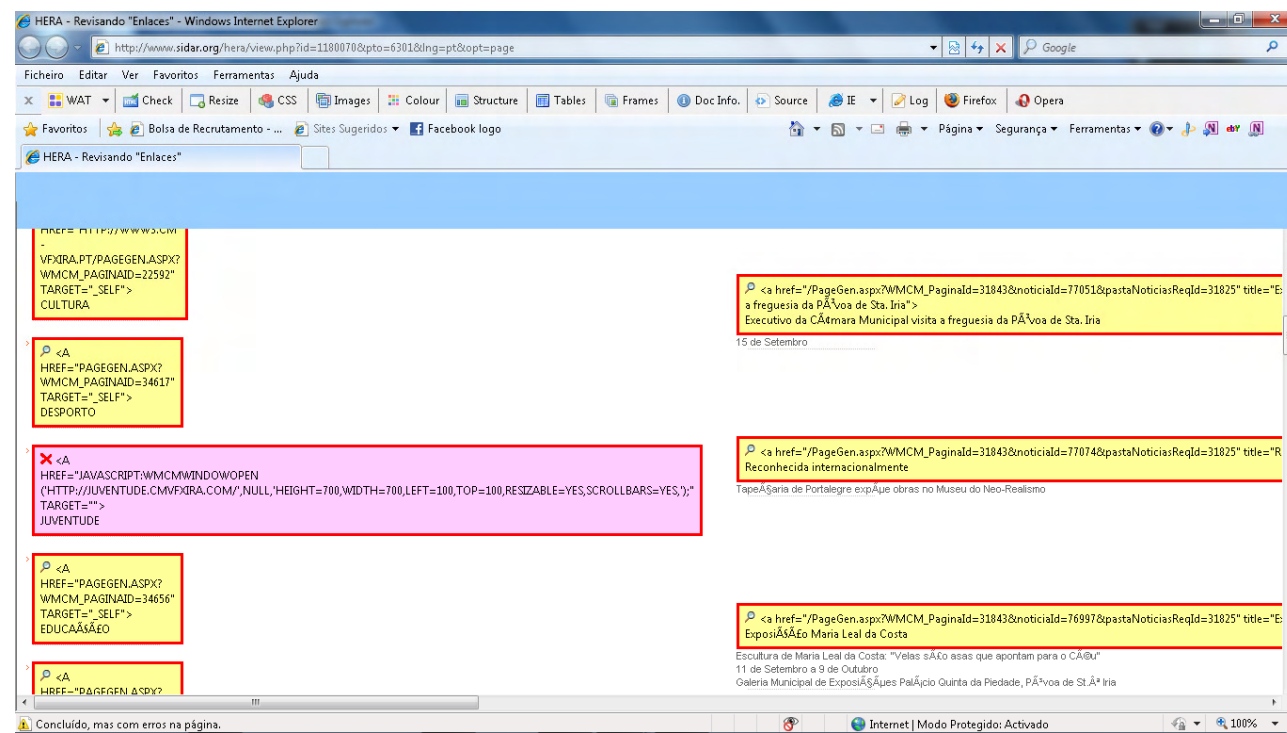 HERA - Revisando "Enlaces" - Windows Internet Explorer
http://www.sidar.org/hera/view.php?id=1180070&pto=6301&lng=pt&opt=page
Google
Ficheiro Editar Ver Favoritos Ferramentas Ajuda
x WAT Check Resize CSS Images Colour Structure Tables Frames Doc Info. Source IE Log Firefox Opera
Favoritos Bolsa de Recrutamento - ... Sites Sugeridos Facebook logo Página Segurança Ferramentas
HERA - Revisando "Enlaces"
HREF="HTTP://WWW3.CM
-
VFXIRA.PT/PAGEGEN.ASPX?
WMCM_PAGINAID=22592"
TARGET="_SELF">
CULTURA
<A
HREF="PAGEGEN.ASPX?
WMCM_PAGINAID=34617"
TARGET="_SELF">
DESPORTO
<A
HREF="JAVASCRIPT:WMCMWINDOWOPEN
('HTTP://JUVENTUDE.CMVFXIRA.COM/',NULL,'HEIGHT=700,WIDTH=700,LEFT=100,TOP=100,RESIZABLE=YES,SCROLLBARS=YES,');"
TARGET="">
JUVENTUDE
<A
HREF="PAGEGEN.ASPX?
WMCM_PAGINAID=34656"
TARGET="_SELF">
EDUCAÃ§Ã£O
<A
HREF="PAGEGEN.ASPX?
<a href="/PageGen.aspx?WMCM_PaginaId=31843&noticiaId=77051&pastaNoticiasReqId=31825" title="E
a freguesia da PÃ³voa de Sta. Iria">
Executivo da CÃ¢mara Municipal visita a freguesia da PÃ³voa de Sta. Iria
15 de Setembro
<a href="/PageGen.aspx?WMCM_PaginaId=31843&noticiaId=77074&pastaNoticiasReqId=31825" title="R
Reconhecida internacionalmente
TapeÃ§aria de Portalegre expÃµe obras no Museu do Neo-Realismo
<a href="/PageGen.aspx?WMCM_PaginaId=31843&noticiaId=76997&pastaNoticiasReqId=31825" title="E
ExposiÃ§Ã£o Maria Leal da Costa
Escultura de Maria Leal da Costa: "Velas sÃ£o asas que apontam para o CÃ©u"
11 de Setembro a 9 de Outubro
Galeria Municipal de ExposiÃ§Ãµes PalÃ¡cio Quinta da Piedade, PÃ³voa de St.Âª Iria
Concluído, mas com erros na página.
Internet | Modo Protegido: Activado
100%